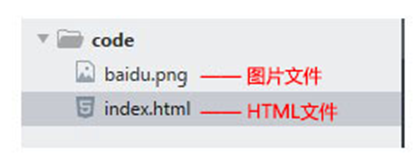 code
baidu.png —— 图片文件
index.html —— HTML文件